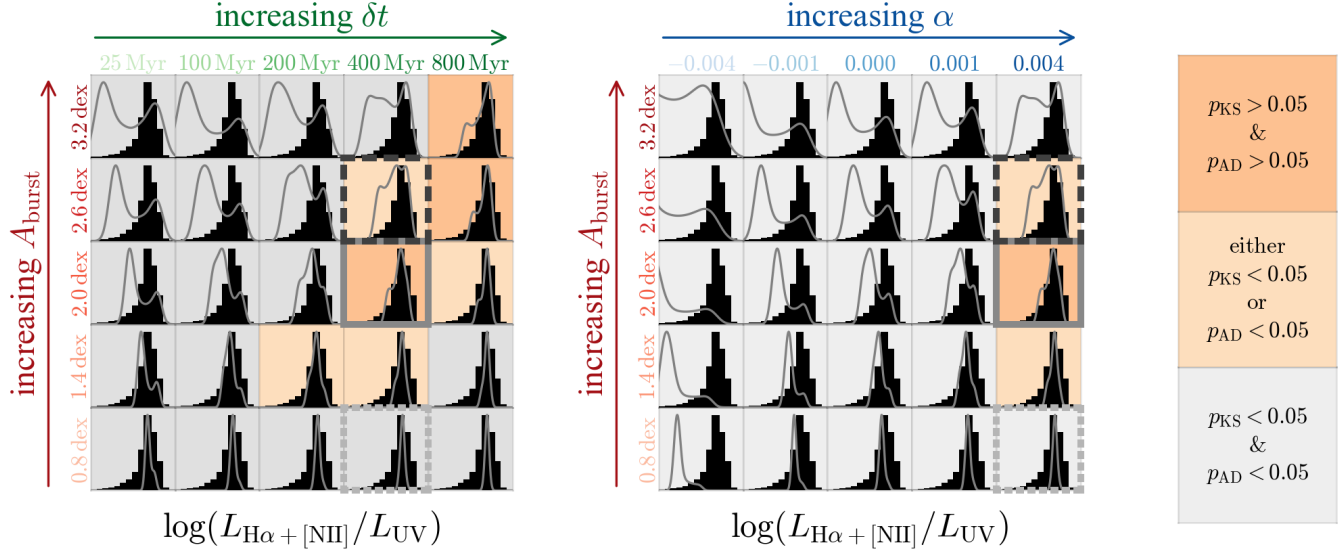 increasing δt
25 Myr 100 Myr 200 Myr 400 Myr 800 Myr
increasing A_burst
3.2 dex
2.6 dex
2.0 dex
1.4 dex
0.8 dex
log(L_Hα+[NII]/L_UV)
increasing α
−0.004 −0.001 0.000 0.001 0.004
increasing A_burst
3.2 dex
2.6 dex
2.0 dex
1.4 dex
0.8 dex
log(L_Hα+[NII]/L_UV)
p_KS > 0.05
&
p_AD > 0.05
either
p_KS < 0.05
or
p_AD < 0.05
p_KS < 0.05
&
p_AD < 0.05